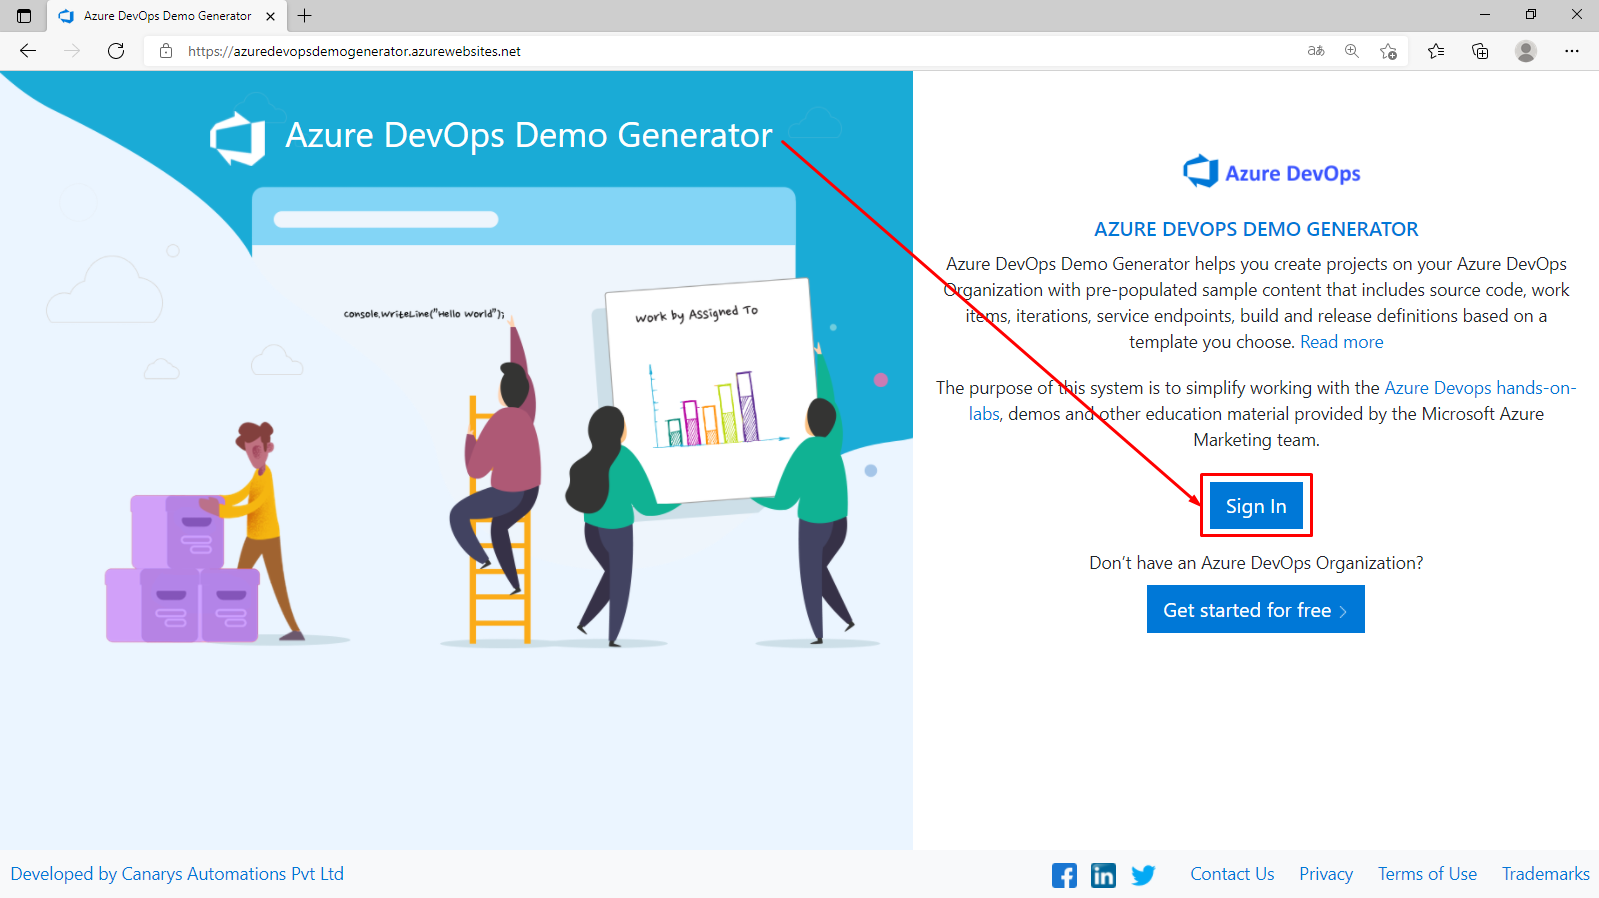 Azure DevOps Demo Generator
https://azuredevopsdemogenerator.azurewebsites.net
aあ
Azure DevOps Demo Generator
console.WriteLine("Hello World");
Work by Assigned To
Azure DevOps
AZURE DEVOPS DEMO GENERATOR
Azure DevOps Demo Generator helps you create projects on your Azure DevOps
Organization with pre-populated sample content that includes source code, work
items, iterations, service endpoints, build and release definitions based on a
template you choose. Read more
The purpose of this system is to simplify working with the Azure Devops hands-on-
labs, demos and other education material provided by the Microsoft Azure
Marketing team.
Sign In
Don't have an Azure DevOps Organization?
Get started for free
Developed by Canarys Automations Pvt Ltd
Contact Us
Privacy
Terms of Use
Trademarks